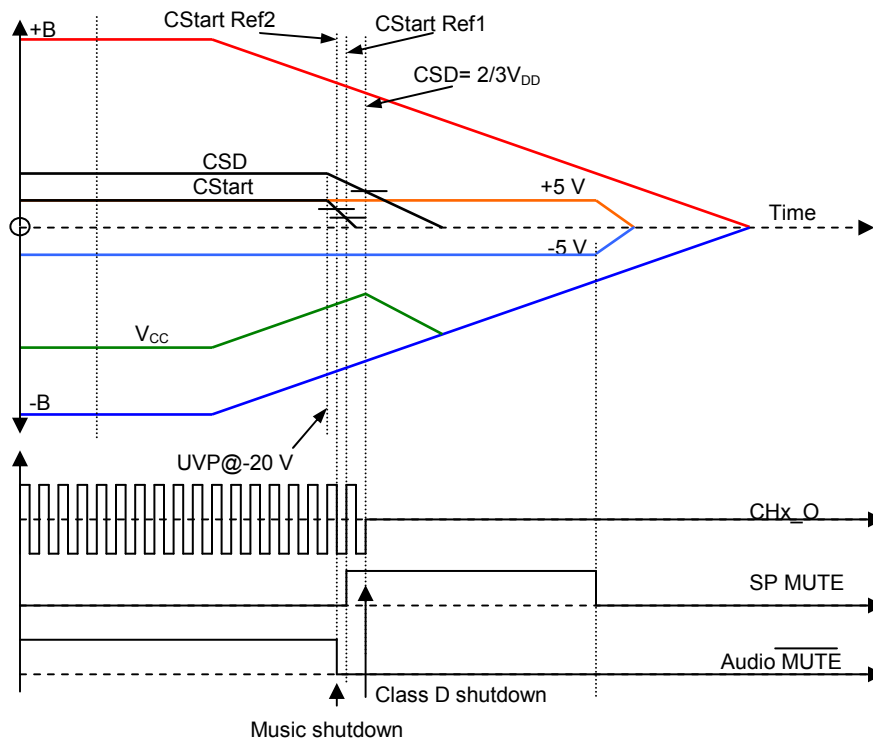 CStart Ref2
CStart Ref1
+B
CSD= 2/3VDD
CSD
CStart
+5 V
Time
-5 V
VCC
-B
UVP@-20 V
CHx_O
SP MUTE
Audio MUTE
Class D shutdown
Music shutdown